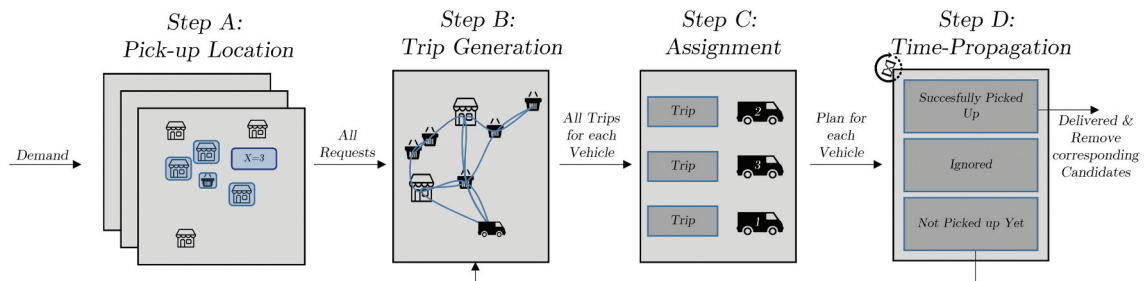 Step A:
Pick-up Location
Step B:
Trip Generation
Step C:
Assignment
Step D:
Time-Propagation
Demand
X=3
All
Requests
All Trips
for each
Vehicle
Trip
2
Trip
3
Trip
1
Plan for
each
Vehicle
Succesfully Picked
Up
Ignored
Not Picked up Yet
Delivered &
Remove
corresponding
Candidates